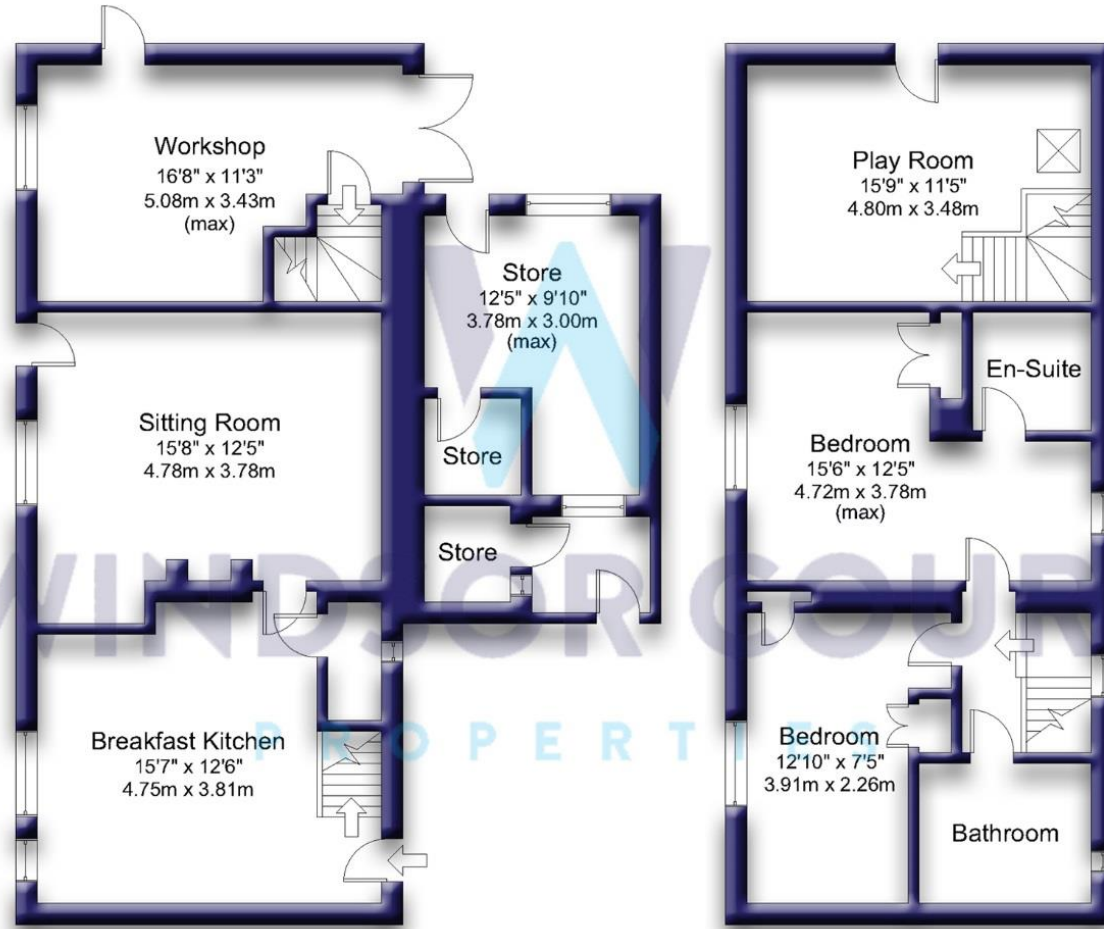 Workshop
16'8" x 11'3"
5.08m x 3.43m
(max)
Store
12'5" x 9'10"
3.78m x 3.00m
(max)
Sitting Room
15'8" x 12'5"
4.78m x 3.78m
Store
Store
Breakfast Kitchen
15'7" x 12'6"
4.75m x 3.81m
Play Room
15'9" x 11'5"
4.80m x 3.48m
En-Suite
Bedroom
15'6" x 12'5"
4.72m x 3.78m
(max)
Bedroom
12'10" x 7'5"
3.91m x 2.26m
Bathroom
WINDSOR COUR
PROPERTIES